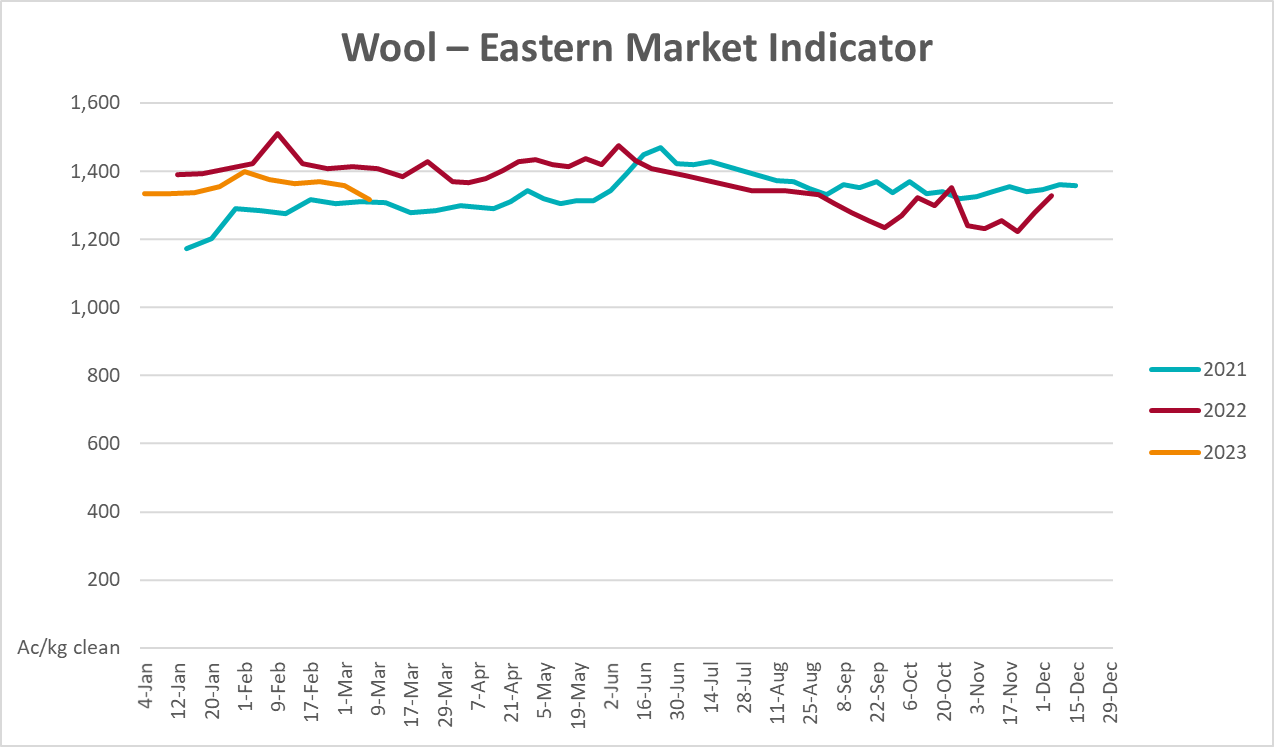 Wool – Eastern Market Indicator
1,600
1,400
1,200
1,000
800
600
400
200
Ac/kg clean
4-Jan
12-Jan
20-Jan
1-Feb
9-Feb
17-Feb
1-Mar
9-Mar
17-Mar
29-Mar
7-Apr
21-Apr
5-May
19-May
2-Jun
16-Jun
30-Jun
14-Jul
28-Jul
11-Aug
25-Aug
8-Sep
22-Sep
6-Oct
20-Oct
3-Nov
17-Nov
1-Dec
15-Dec
29-Dec
2021
2022
2023